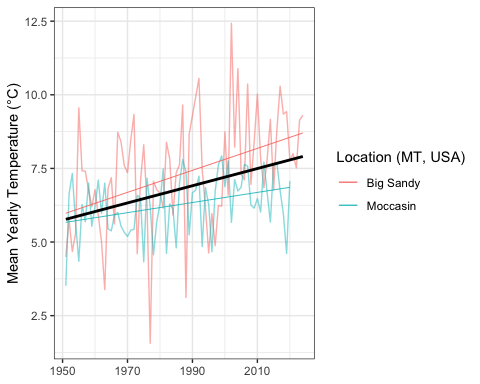 Mean Yearly Temperature (°C)
12.5
10.0
7.5
5.0
2.5
1950
1970
1990
2010
Location (MT, USA)
Big Sandy
Moccasin